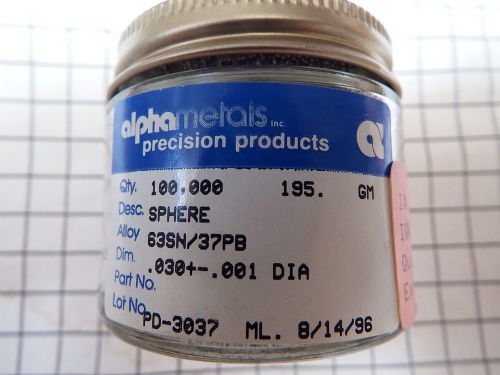 alphametals inc.
precision products
Qty. 100,000 195. GM
Desc. SPHERE
Alloy 63SN/37PB
Dim. .030+-.001 DIA
Part No.
Lot No. PD-3037 ML. 8/14/96